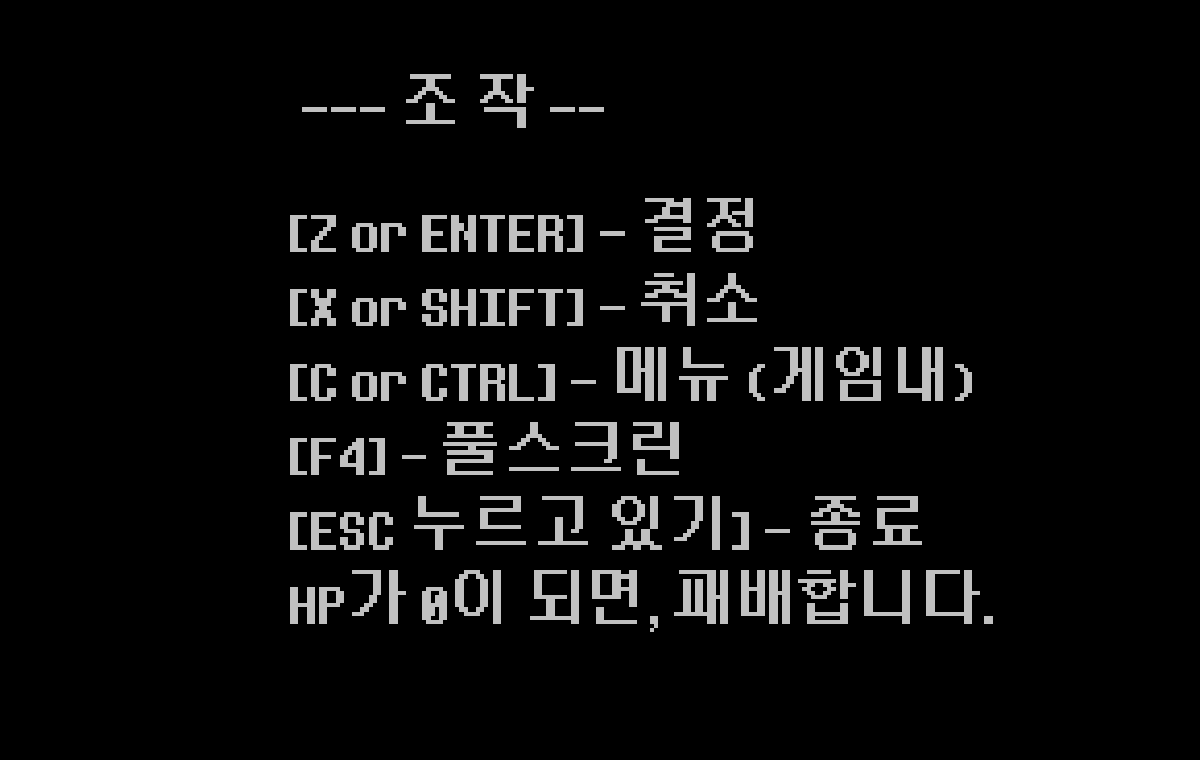 --- 조 작 --
[Z or ENTER] - 결정
[X or SHIFT] - 취소
[C or CTRL] - 메뉴 (게임내)
[F4] - 풀스크린
[ESC 누르고 있기] - 종료
HP가 0이 되면, 패배합니다.